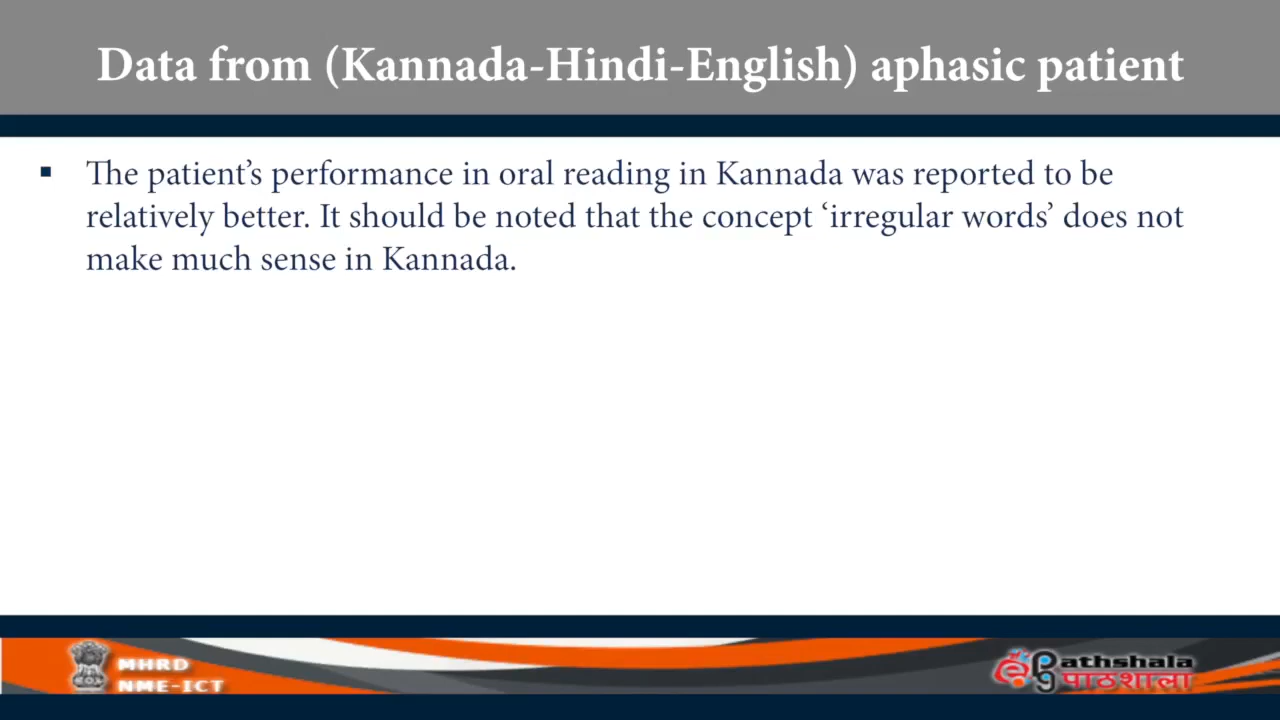 Data from (Kannada-Hindi-English) aphasic patient
▪ The patient’s performance in oral reading in Kannada was reported to be
relatively better. It should be noted that the concept ‘irregular words’ does not
make much sense in Kannada.
MHRD
NME-ICT
Pathshala
पाठशाला